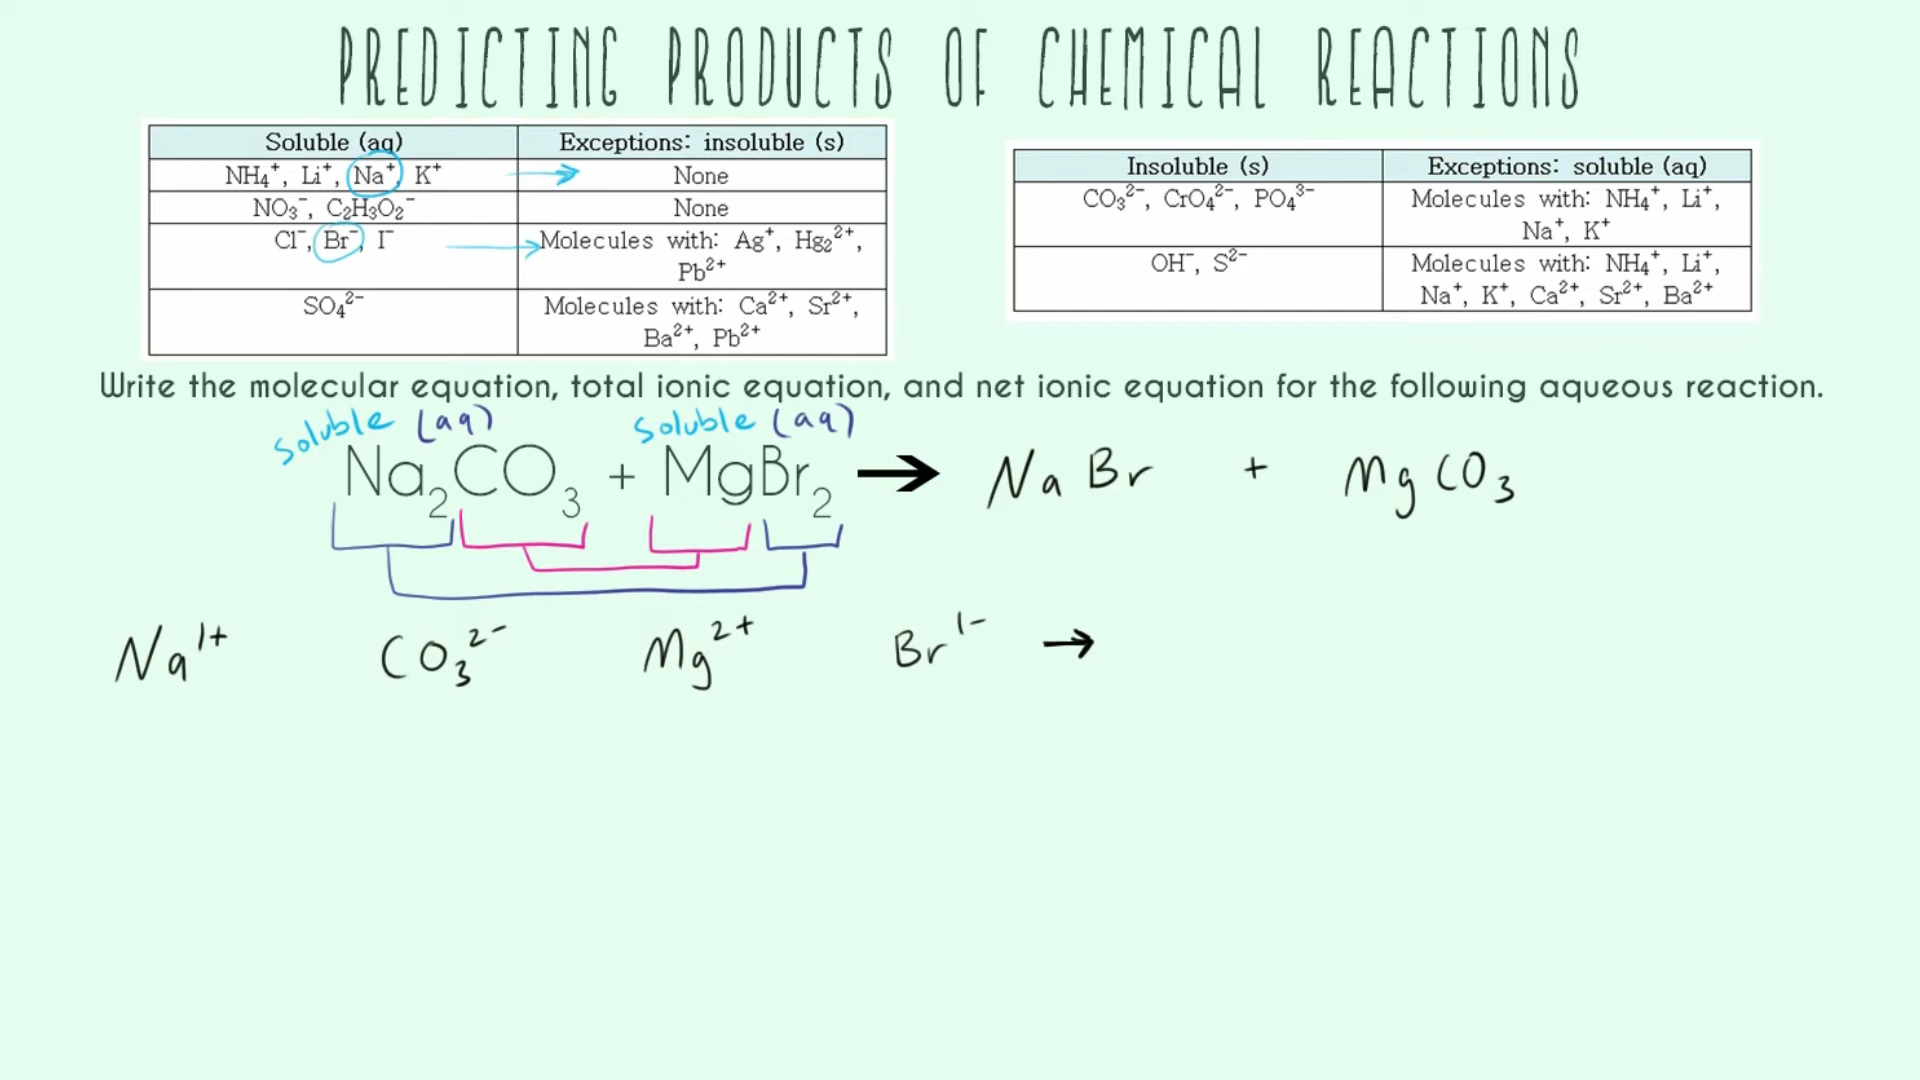 PREDICTING PRODUCTS OF CHEMICAL REACTIONS
Soluble (aq) Exceptions: insoluble (s)
NH₄⁺, Li⁺, Na⁺, K⁺ None
NO₃⁻, C₂H₃O₂⁻ None
Cl⁻, Br⁻, I⁻ Molecules with: Ag⁺, Hg₂²⁺,
Pb²⁺
SO₄²⁻ Molecules with: Ca²⁺, Sr²⁺,
Ba²⁺, Pb²⁺
Insoluble (s) Exceptions: soluble (aq)
CO₃²⁻, CrO₄²⁻, PO₄³⁻ Molecules with: NH₄⁺, Li⁺,
Na⁺, K⁺
OH⁻, S²⁻ Molecules with: NH₄⁺, Li⁺,
Na⁺, K⁺, Ca²⁺, Sr²⁺, Ba²⁺
Write the molecular equation, total ionic equation, and net ionic equation for the following aqueous reaction.
soluble (aq) soluble (aq)
Na₂CO₃ + MgBr₂ → NaBr + MgCO₃
Na¹⁺ CO₃²⁻ Mg²⁺ Br¹⁻ →